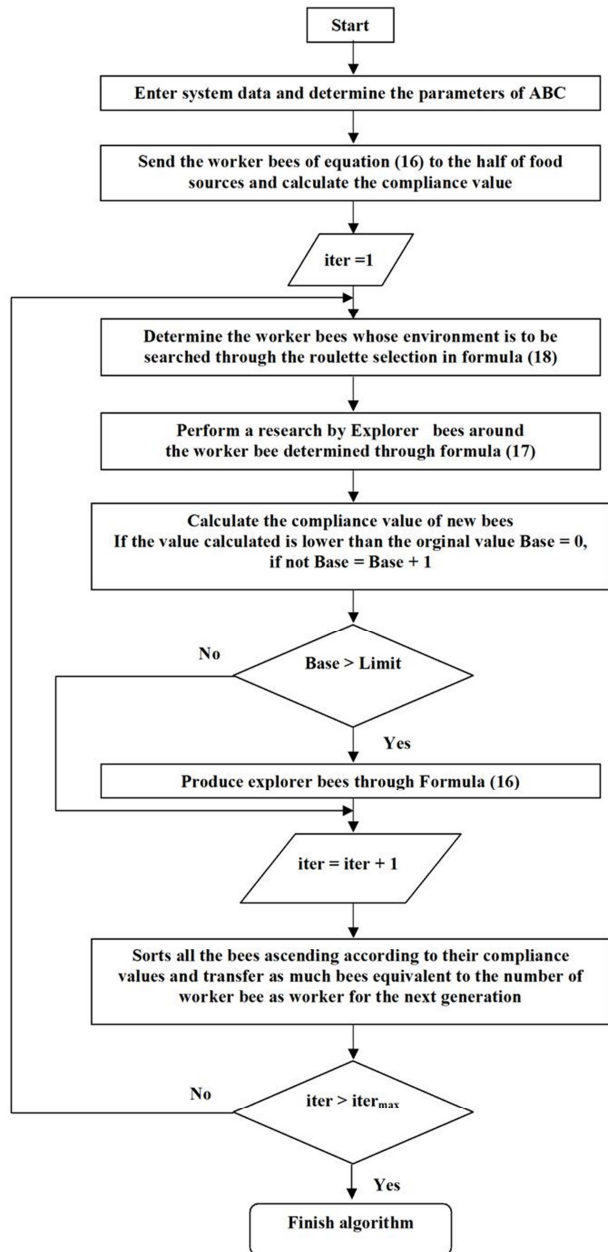 Start
Enter system data and determine the parameters of ABC
Send the worker bees of equation (16) to the half of food
sources and calculate the compliance value
iter =1
Determine the worker bees whose environment is to be
searched through the roulette selection in formula (18)
Perform a research by Explorer bees around
the worker bee determined through formula (17)
Calculate the compliance value of new bees
If the value calculated is lower than the orginal value Base = 0,
if not Base = Base + 1
No
Base > Limit
Yes
Produce explorer bees through Formula (16)
iter = iter + 1
Sorts all the bees ascending according to their compliance
values and transfer as much bees equivalent to the number of
worker bee as worker for the next generation
No
iter > itermax
Yes
Finish algorithm